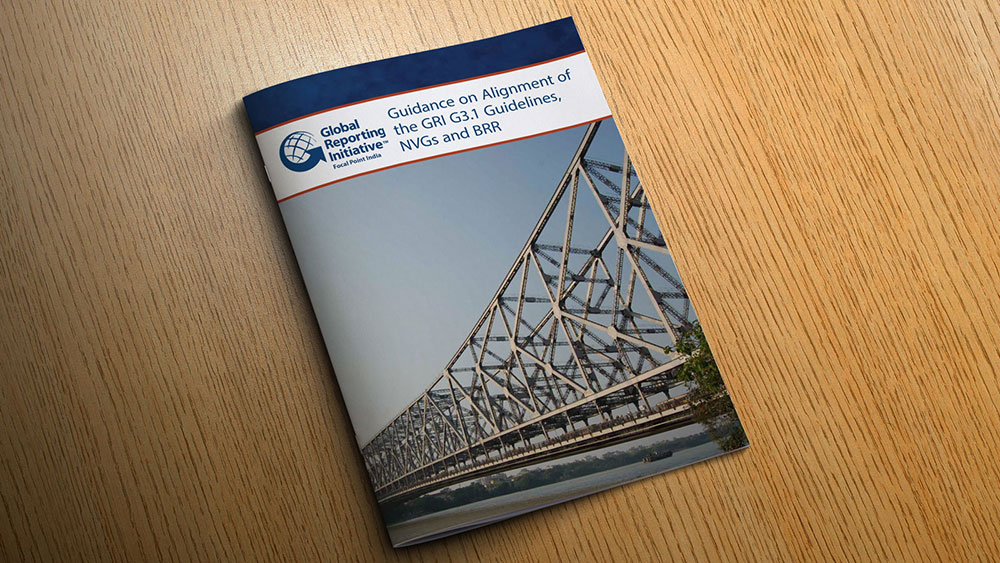 Global
Reporting
Initiative™
Focal Point India
Guidance on Alignment of
the GRI G3.1 Guidelines,
NVGs and BRR